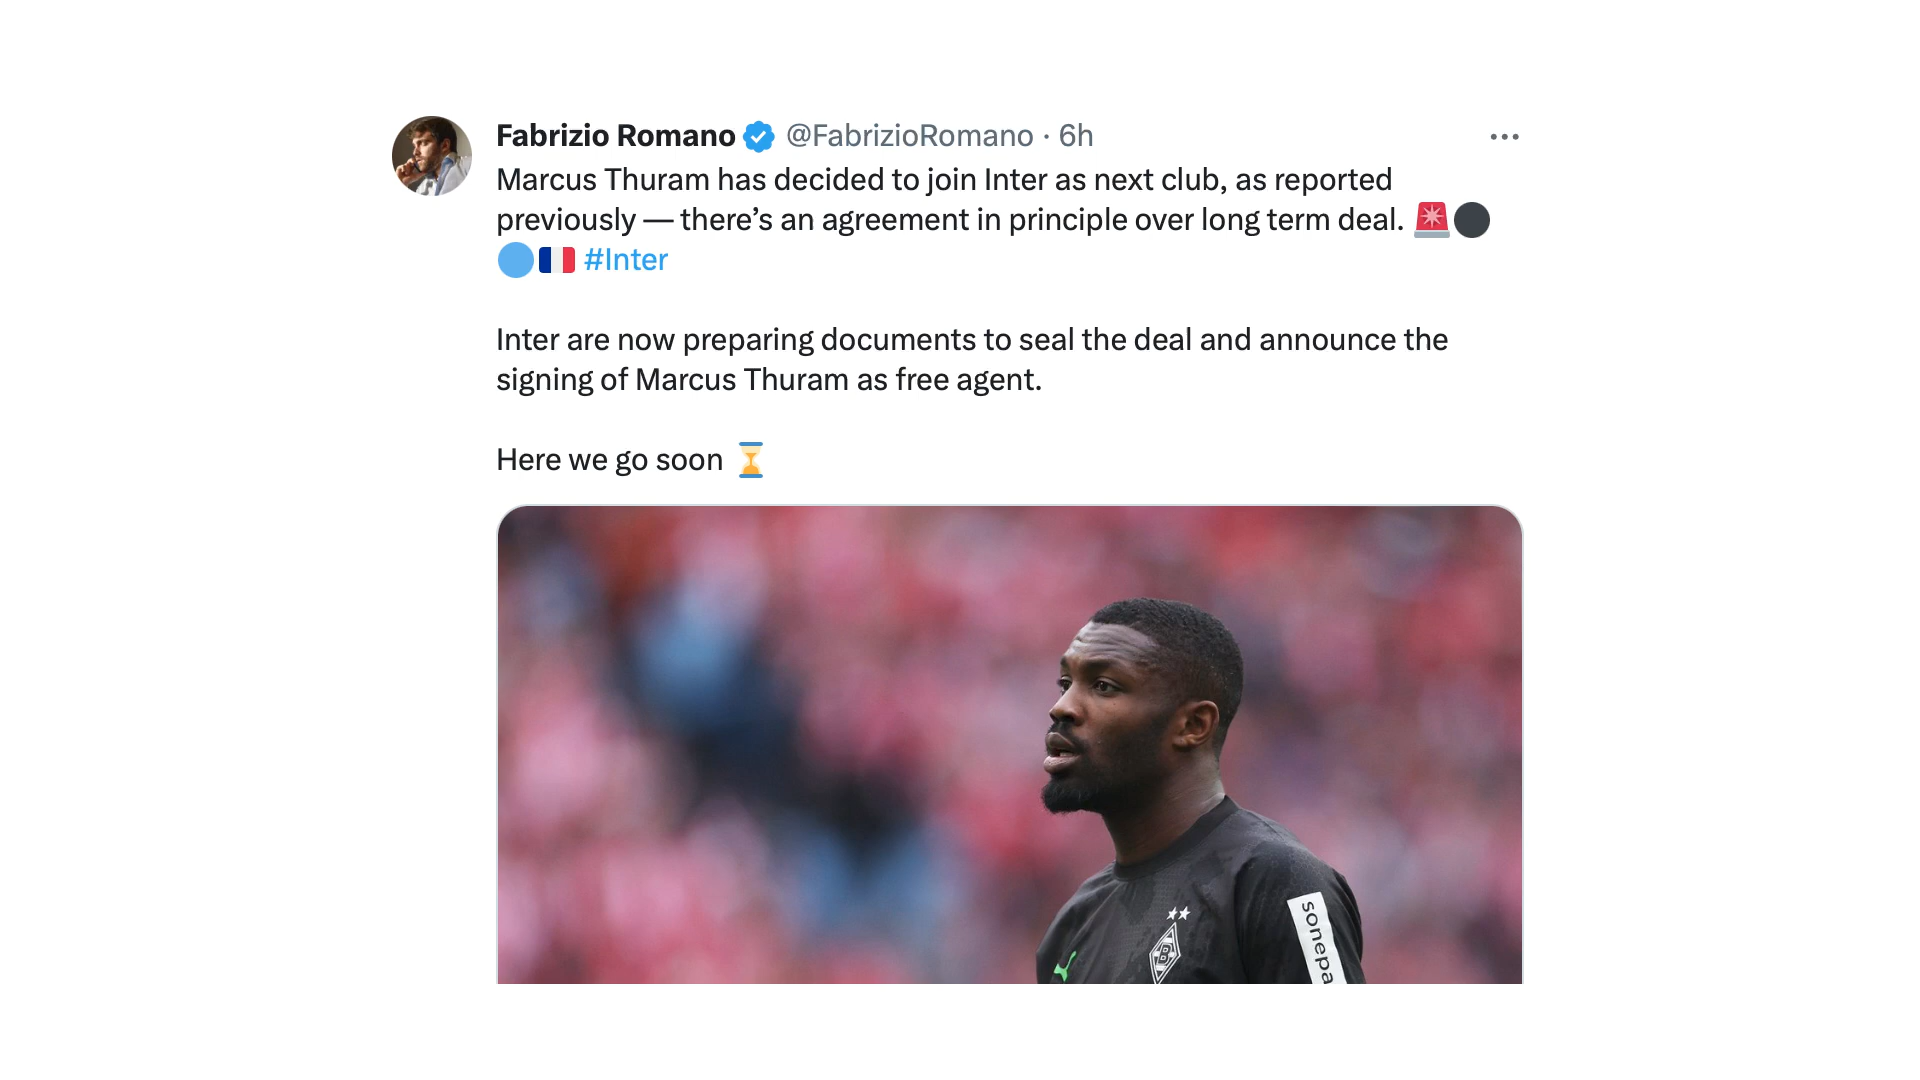 Fabrizio Romano @FabrizioRomano · 6h
Marcus Thuram has decided to join Inter as next club, as reported
previously — there’s an agreement in principle over long term deal. 🚨⚫
🔵🇫🇷 #Inter
Inter are now preparing documents to seal the deal and announce the
signing of Marcus Thuram as free agent.
Here we go soon ⏳
sonepa